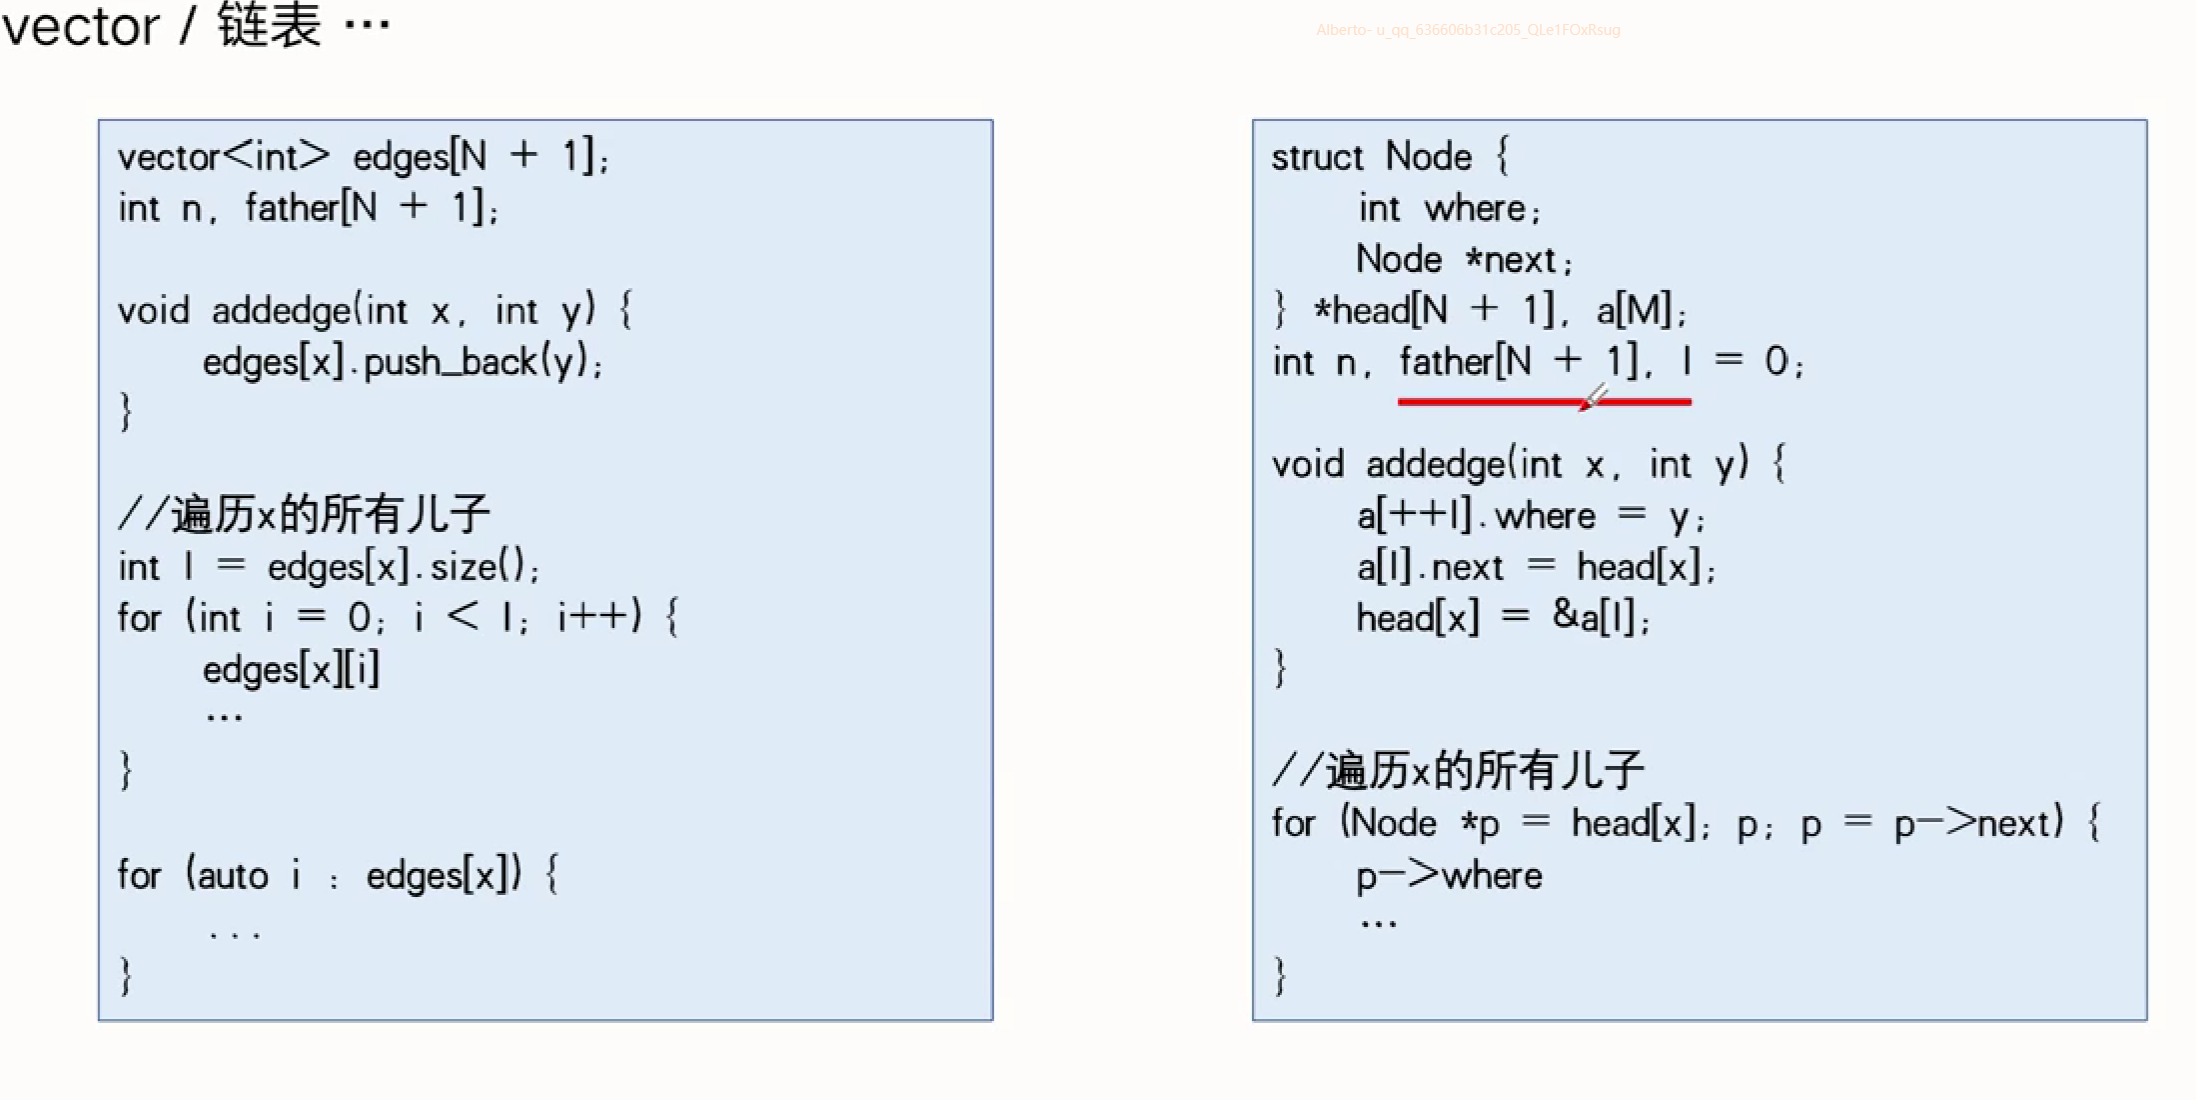 vector / 链表 …
Alberto- u_qq_636606b31c205_QLe1FOxRsug
vector<int> edges[N + 1];
int n, father[N + 1];
void addedge(int x, int y) {
edges[x].push_back(y);
}
//遍历x的所有儿子
int l = edges[x].size();
for (int i = 0; i < l; i++) {
edges[x][i]
…
}
for (auto i : edges[x]) {
...
}
struct Node {
int where;
Node *next;
} *head[N + 1], a[M];
int n, father[N + 1], l = 0;
void addedge(int x, int y) {
a[++l].where = y;
a[l].next = head[x];
head[x] = &a[l];
}
//遍历x的所有儿子
for (Node *p = head[x]; p; p = p->next) {
p->where
…
}